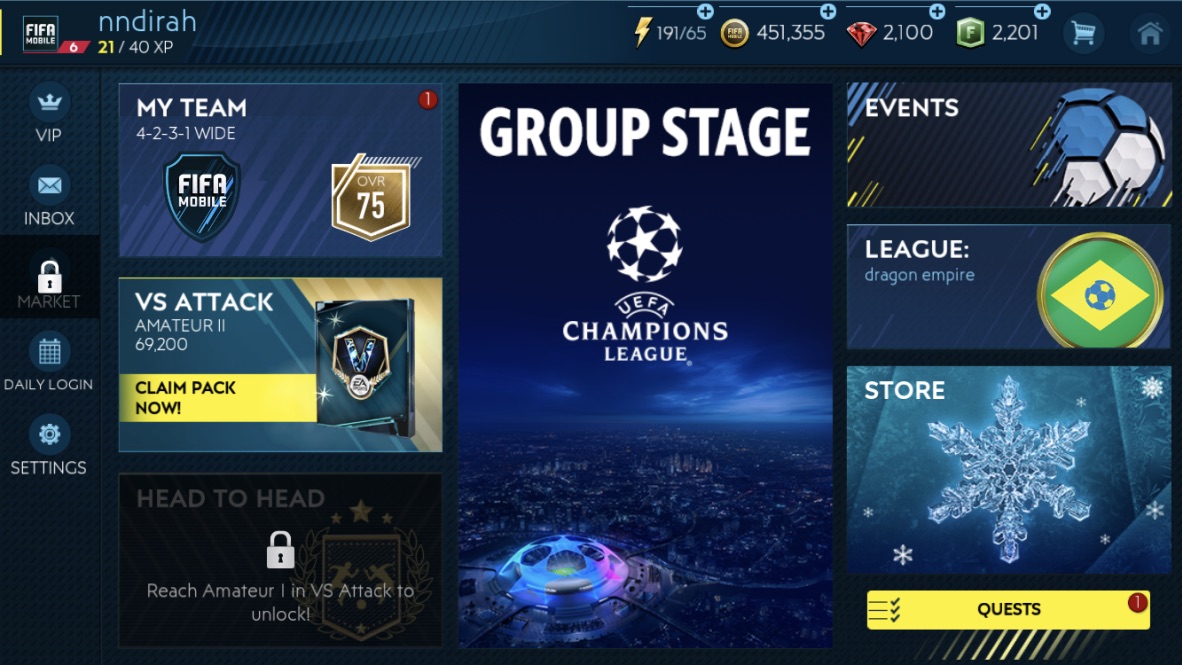 FIFA
MOBILE
6
nndirah
21 / 40 XP
191/65
451,355
2,100
F
2,201
VIP
INBOX
MARKET
DAILY LOGIN
SETTINGS
MY TEAM
1
4-2-3-1 WIDE
FIFA
MOBILE
OVR
75
VS ATTACK
AMATEUR II
69,200
CLAIM PACK
NOW!
V
EA
SPORTS
HEAD TO HEAD
Reach Amateur I in VS Attack to
unlock!
GROUP STAGE
UEFA
CHAMPIONS
LEAGUE®
EVENTS
LEAGUE:
dragon empire
STORE
QUESTS
1